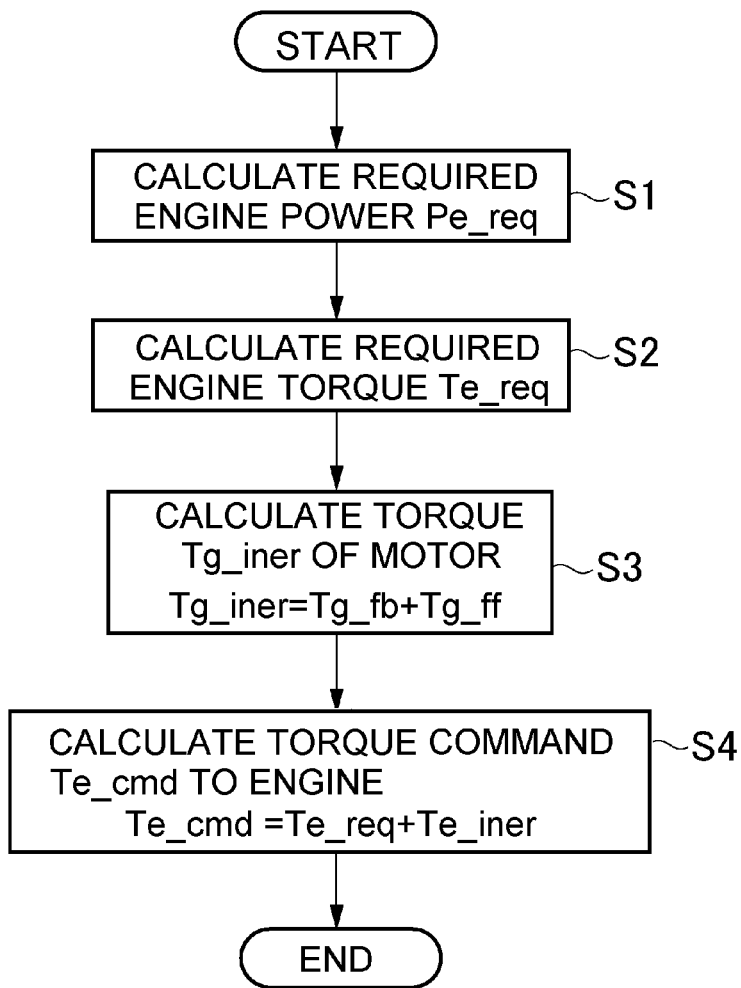 START
CALCULATE REQUIRED
ENGINE POWER Pe_req
S1
CALCULATE REQUIRED
ENGINE TORQUE Te_req
S2
CALCULATE TORQUE
Tg_iner OF MOTOR
Tg_iner=Tg_fb+Tg_ff
S3
CALCULATE TORQUE COMMAND
Te_cmd TO ENGINE
Te_cmd =Te_req+Te_iner
S4
END